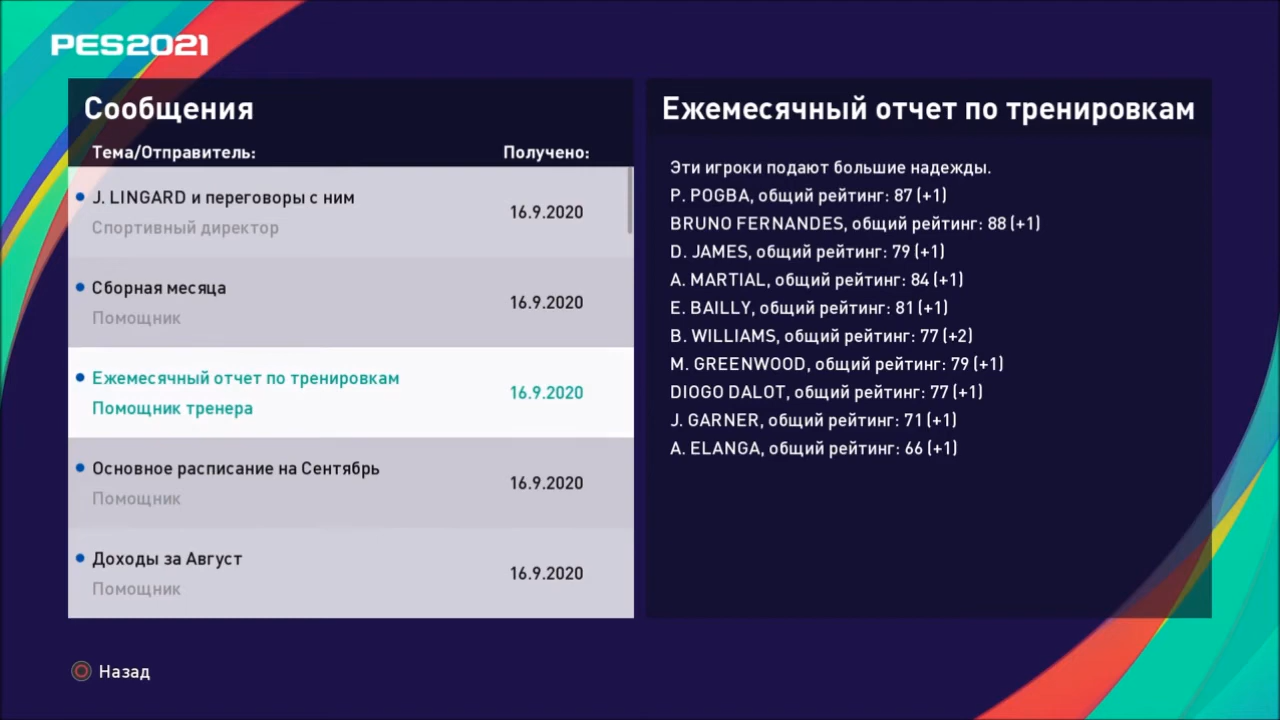 PES2021
Сообщения
Тема/Отправитель: Получено:
J. LINGARD и переговоры с ним
Спортивный директор
16.9.2020
Сборная месяца
Помощник
16.9.2020
Ежемесячный отчет по тренировкам
Помощник тренера
16.9.2020
Основное расписание на Сентябрь
Помощник
16.9.2020
Доходы за Август
Помощник
16.9.2020
Ежемесячный отчет по тренировкам
Эти игроки подают большие надежды.
P. POGBA, общий рейтинг: 87 (+1)
BRUNO FERNANDES, общий рейтинг: 88 (+1)
D. JAMES, общий рейтинг: 79 (+1)
A. MARTIAL, общий рейтинг: 84 (+1)
E. BAILLY, общий рейтинг: 81 (+1)
B. WILLIAMS, общий рейтинг: 77 (+2)
M. GREENWOOD, общий рейтинг: 79 (+1)
DIOGO DALOT, общий рейтинг: 77 (+1)
J. GARNER, общий рейтинг: 71 (+1)
A. ELANGA, общий рейтинг: 66 (+1)
Назад